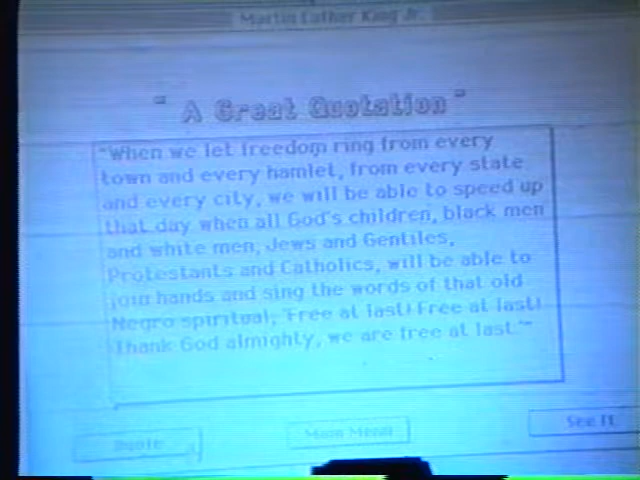 Martin Luther King Jr.
" A Great Quotation "
"When we let freedom ring from every
town and every hamlet, from every state
and every city, we will be able to speed up
that day when all God's children, black men
and white men, Jews and Gentiles,
Protestants and Catholics, will be able to
join hands and sing the words of that old
Negro spiritual; 'Free at last! Free at last!
Thank God almighty, we are free at last.'"
Quote
Main Menu
See It